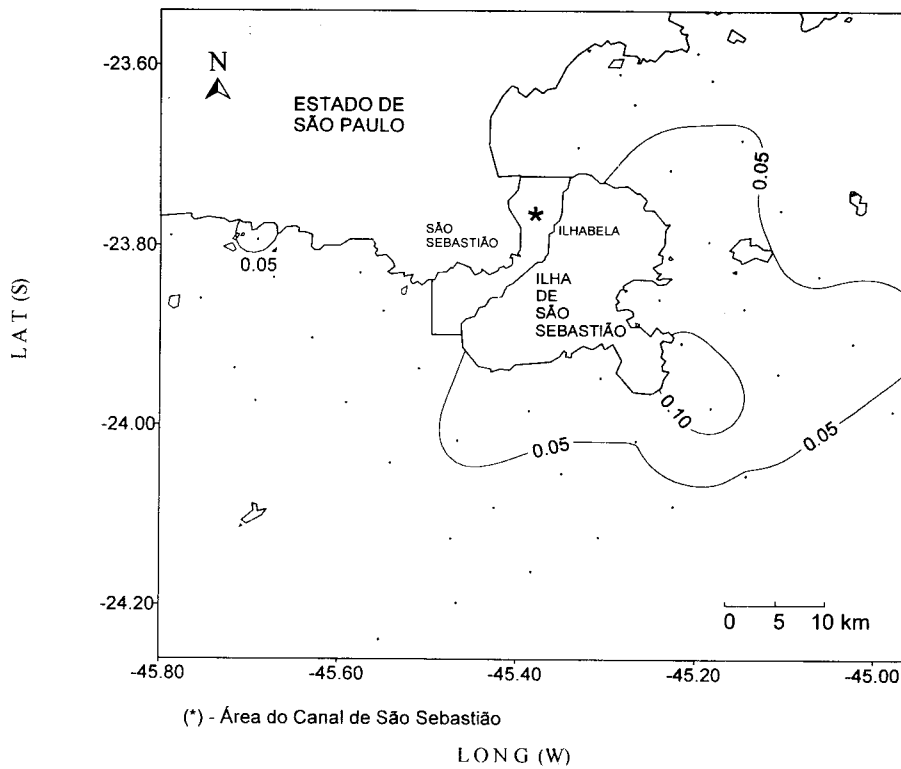 -23.60
-23.80
-24.00
-24.20
LAT (S)
N
ESTADO DE
SÃO PAULO
0.05
*
SÃO
SEBASTIÃO
ILHABELA
0.05
ILHA
DE
SÃO
SEBASTIÃO
0.10
0.05
0.05
0 5 10 km
-45.80 -45.60 -45.40 -45.20 -45.00
(*) - Área do Canal de São Sebastião
LONG (W)